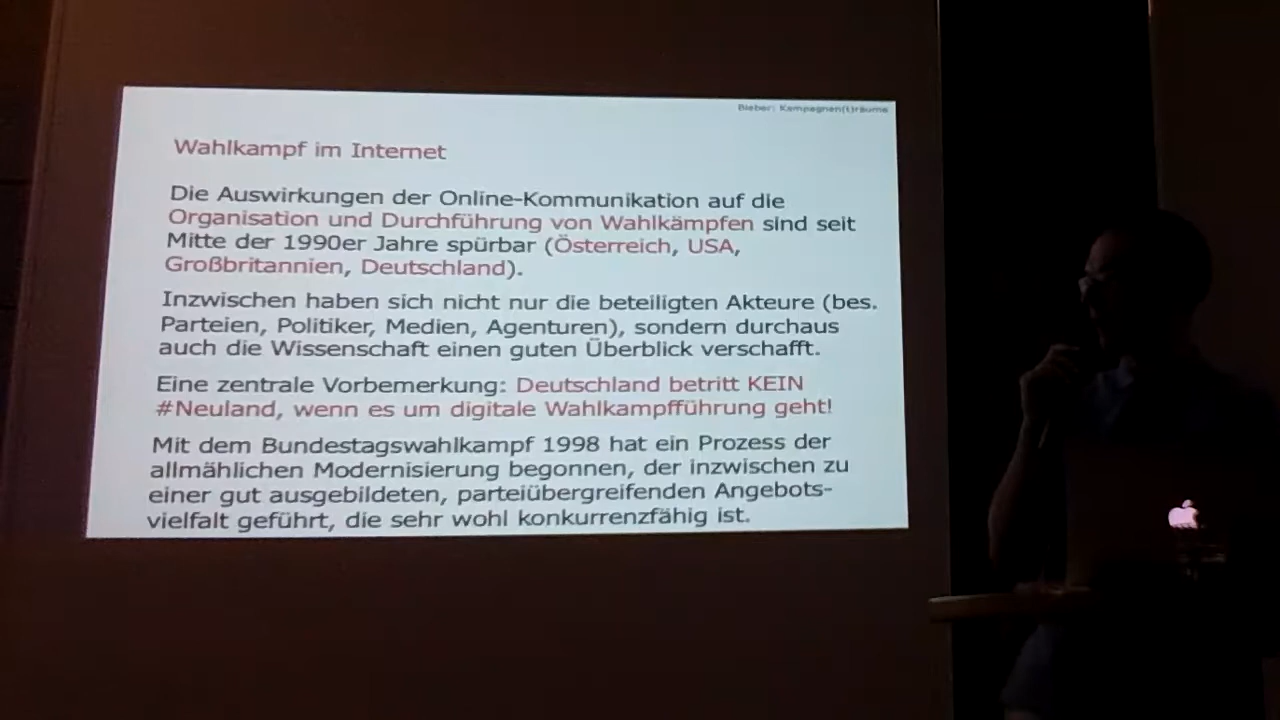 Bieber: Kampagnen(t)räume
Wahlkampf im Internet
Die Auswirkungen der Online-Kommunikation auf die
Organisation und Durchführung von Wahlkämpfen sind seit
Mitte der 1990er Jahre spürbar (Österreich, USA,
Großbritannien, Deutschland).
Inzwischen haben sich nicht nur die beteiligten Akteure (bes.
Parteien, Politiker, Medien, Agenturen), sondern durchaus
auch die Wissenschaft einen guten Überblick verschafft.
Eine zentrale Vorbemerkung: Deutschland betritt KEIN
#Neuland, wenn es um digitale Wahlkampfführung geht!
Mit dem Bundestagswahlkampf 1998 hat ein Prozess der
allmählichen Modernisierung begonnen, der inzwischen zu
einer gut ausgebildeten, parteiübergreifenden Angebots-
vielfalt geführt, die sehr wohl konkurrenzfähig ist.